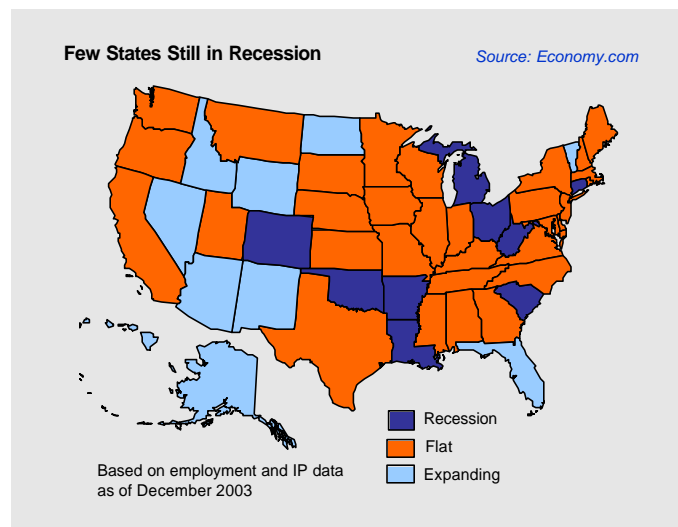 Few States Still in Recession
Source: Economy.com
Recession
Flat
Expanding
Based on employment and IP data
as of December 2003